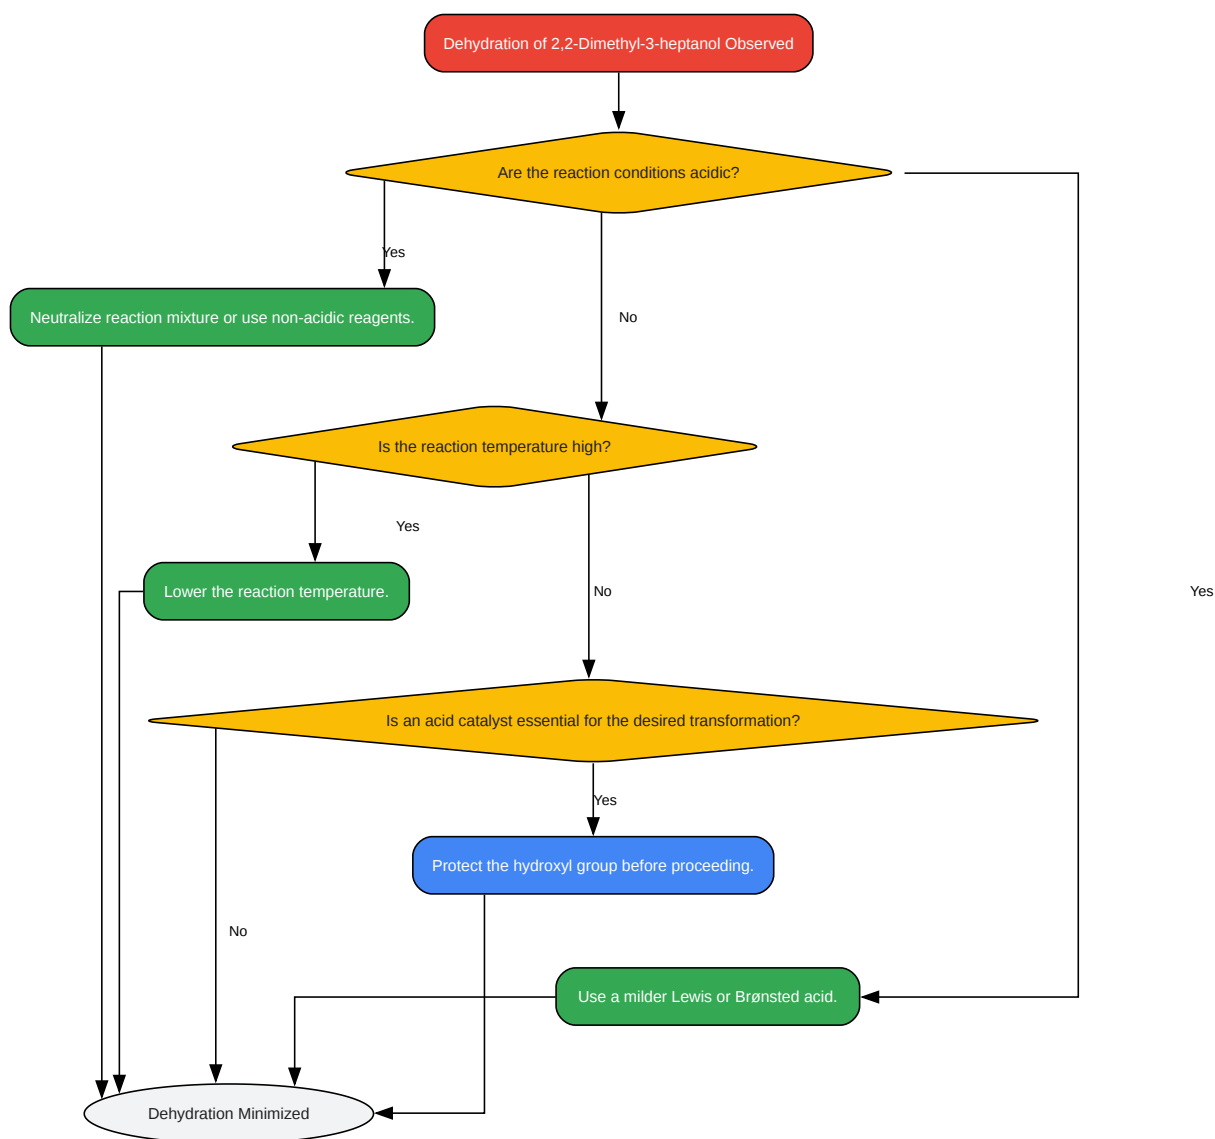 Dehydration of 2,2-Dimethyl-3-heptanol Observed
Are the reaction conditions acidic?
Yes
Neutralize reaction mixture or use non-acidic reagents.
No
Is the reaction temperature high?
Yes
Lower the reaction temperature.
No
Yes
Is an acid catalyst essential for the desired transformation?
Yes
Protect the hydroxyl group before proceeding.
No
Use a milder Lewis or Brønsted acid.
Dehydration Minimized